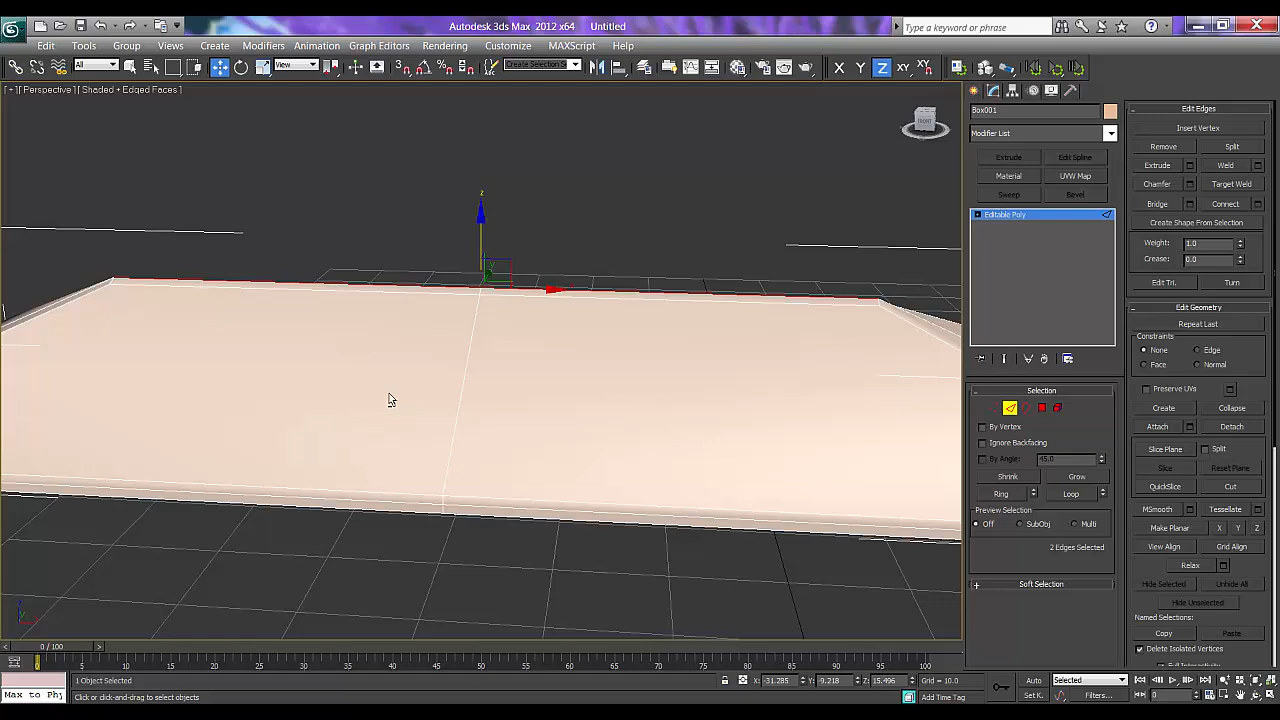 Autodesk 3ds Max 2012 x64 Untitled
Type a keyword or phrase
Edit Tools Group Views Create Modifiers Animation Graph Editors Rendering Customize MAXScript Help
All View Create Selection S X Y Z XY XY
[ + ] [ Perspective ] [ Shaded + Edged Faces ]
FRONT
z
y
Box001
Modifier List
Extrude Edit Spline
Material UVW Map
Sweep Bevel
Editable Poly
Selection
By Vertex
Ignore Backfacing
By Angle: 45.0
Shrink Grow
Ring Loop
Preview Selection
Off SubObj Multi
2 Edges Selected
Soft Selection
Edit Edges
Insert Vertex
Remove Split
Extrude Weld
Chamfer Target Weld
Bridge Connect
Create Shape From Selection
Weight: 1.0
Crease: 0.0
Edit Tri. Turn
Edit Geometry
Repeat Last
Constraints
None Edge
Face Normal
Preserve UVs
Create Collapse
Attach Detach
Slice Plane Split
Slice Reset Plane
QuickSlice Cut
MSmooth Tessellate
Make Planar X Y Z
View Align Grid Align
Relax
Hide Selected Unhide All
Hide Unselected
Named Selections:
Copy Paste
Delete Isolated Vertices
Full Interactivity
0 / 100
0 5 10 15 20 25 30 35 40 45 50 55 60 65 70 75 80 85 90 95 100
1 Object Selected X: -31.285 Y: -9.218 Z: 15.496 Grid = 10.0 Auto Selected
Max to Phy Click or click-and-drag to select objects Add Time Tag Set K. Filters... 0